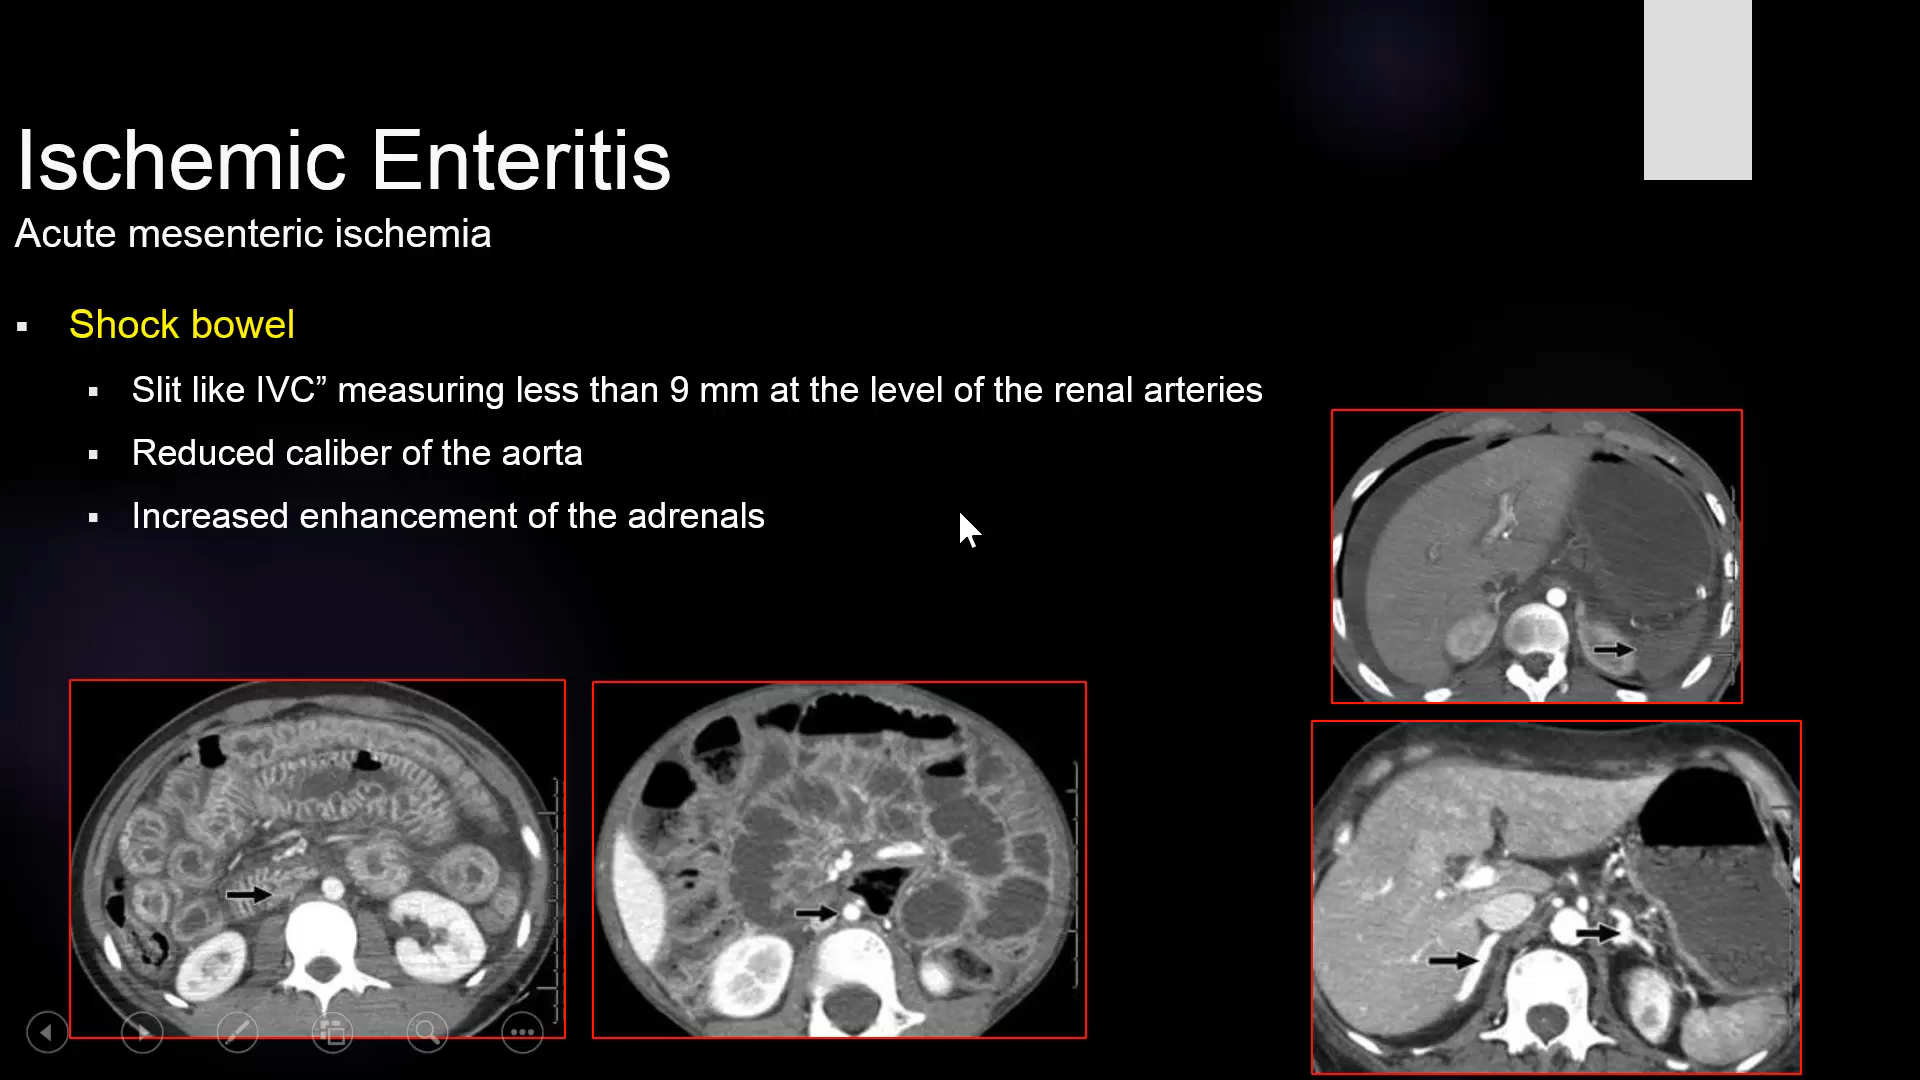 Ischemic Enteritis
Acute mesenteric ischemia
Shock bowel
Slit like IVC” measuring less than 9 mm at the level of the renal arteries
Reduced caliber of the aorta
Increased enhancement of the adrenals